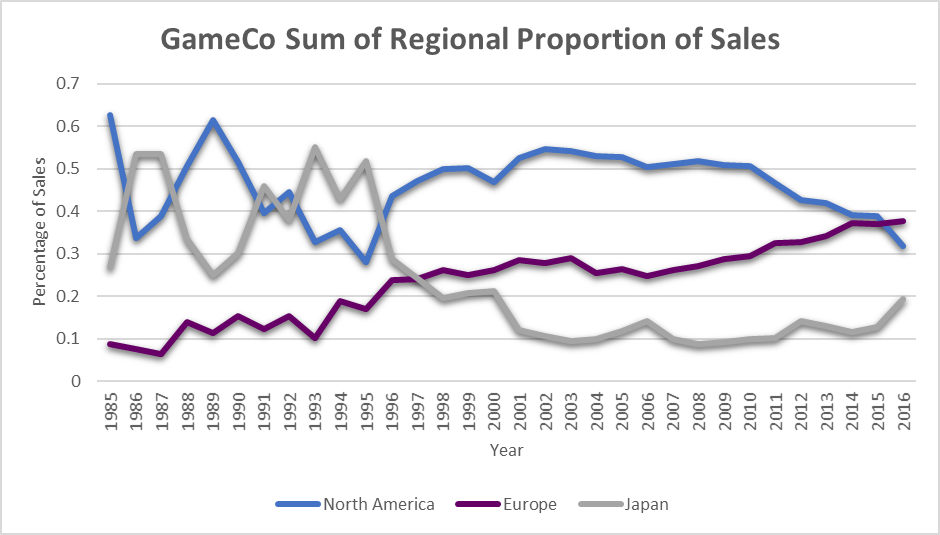 GameCo Sum of Regional Proportion of Sales
0.7
0.6
0.5
0.4
0.3
0.2
0.1
0
Percentage of Sales
1985 1986 1987 1988 1989 1990 1991 1992 1993 1994 1995 1996 1997 1998 1999 2000 2001 2002 2003 2004 2005 2006 2007 2008 2009 2010 2011 2012 2013 2014 2015 2016
Year
North America Europe Japan